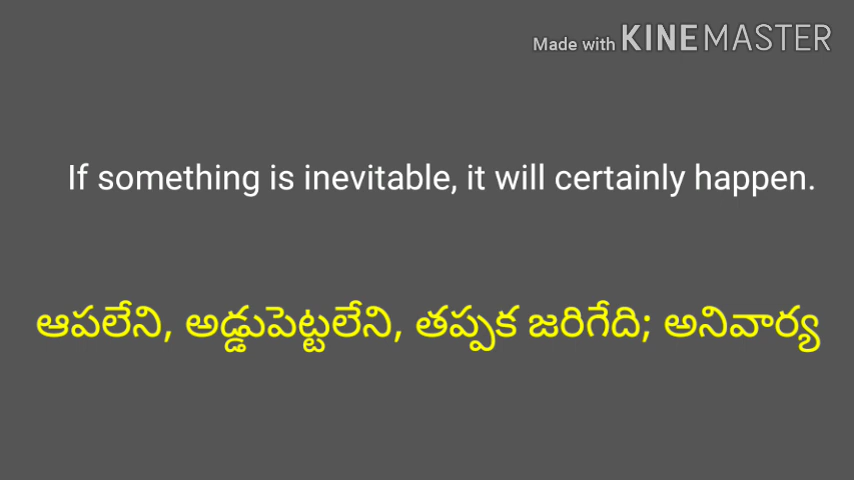 Made with KINEMASTER
If something is inevitable, it will certainly happen.
ఆపలేని, అడ్డుపెట్టలేని, తప్పక జరిగేది; అనివార్య